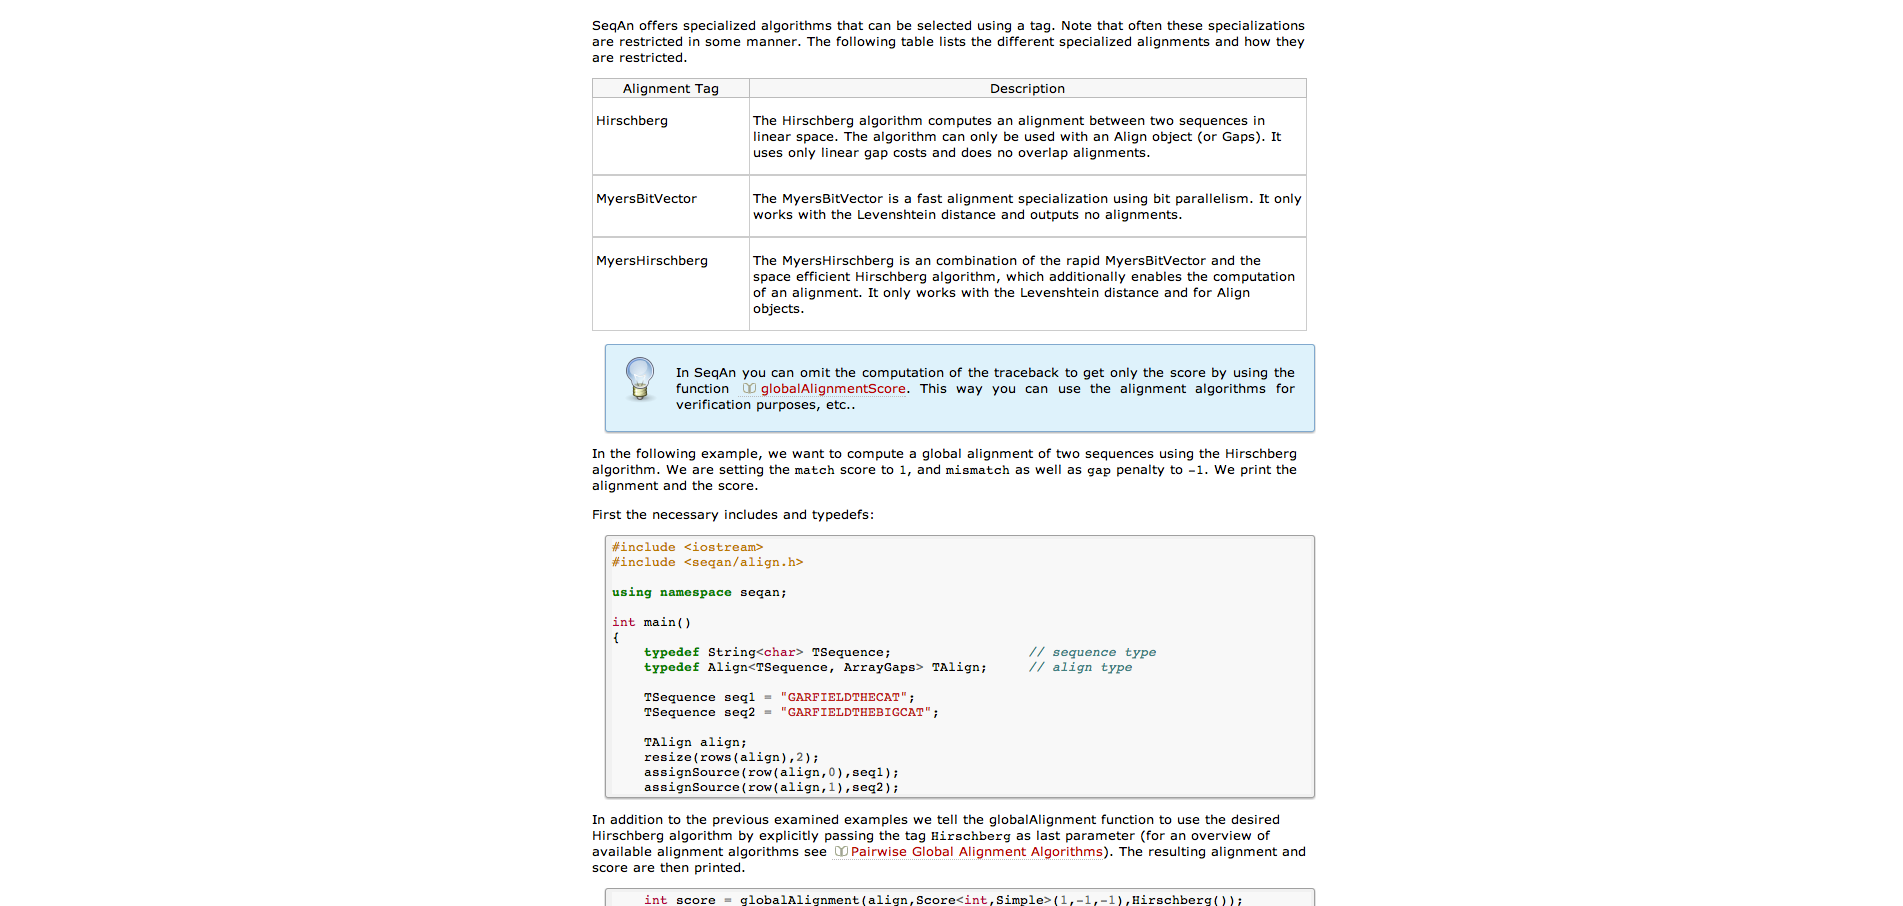 SeqAn offers specialized algorithms that can be selected using a tag. Note that often these specializations
are restricted in some manner. The following table lists the different specialized alignments and how they
are restricted.
Alignment Tag Description
Hirschberg The Hirschberg algorithm computes an alignment between two sequences in
linear space. The algorithm can only be used with an Align object (or Gaps). It
uses only linear gap costs and does no overlap alignments.
MyersBitVector The MyersBitVector is a fast alignment specialization using bit parallelism. It only
works with the Levenshtein distance and outputs no alignments.
MyersHirschberg The MyersHirschberg is an combination of the rapid MyersBitVector and the
space efficient Hirschberg algorithm, which additionally enables the computation
of an alignment. It only works with the Levenshtein distance and for Align
objects.
In SeqAn you can omit the computation of the traceback to get only the score by using the
function globalAlignmentScore. This way you can use the alignment algorithms for
verification purposes, etc..
In the following example, we want to compute a global alignment of two sequences using the Hirschberg
algorithm. We are setting the match score to 1, and mismatch as well as gap penalty to -1. We print the
alignment and the score.
First the necessary includes and typedefs:
#include <iostream>
#include <seqan/align.h>
using namespace seqan;
int main()
{
typedef String<char> TSequence; // sequence type
typedef Align<TSequence, ArrayGaps> TAlign; // align type
TSequence seq1 = "GARFIELDTHECAT";
TSequence seq2 = "GARFIELDTHEBIGCAT";
TAlign align;
resize(rows(align),2);
assignSource(row(align,0),seq1);
assignSource(row(align,1),seq2);
In addition to the previous examined examples we tell the globalAlignment function to use the desired
Hirschberg algorithm by explicitly passing the tag Hirschberg as last parameter (for an overview of
available alignment algorithms see Pairwise Global Alignment Algorithms). The resulting alignment and
score are then printed.
int score = globalAlignment(align,Score<int,Simple>(1,-1,-1),Hirschberg());